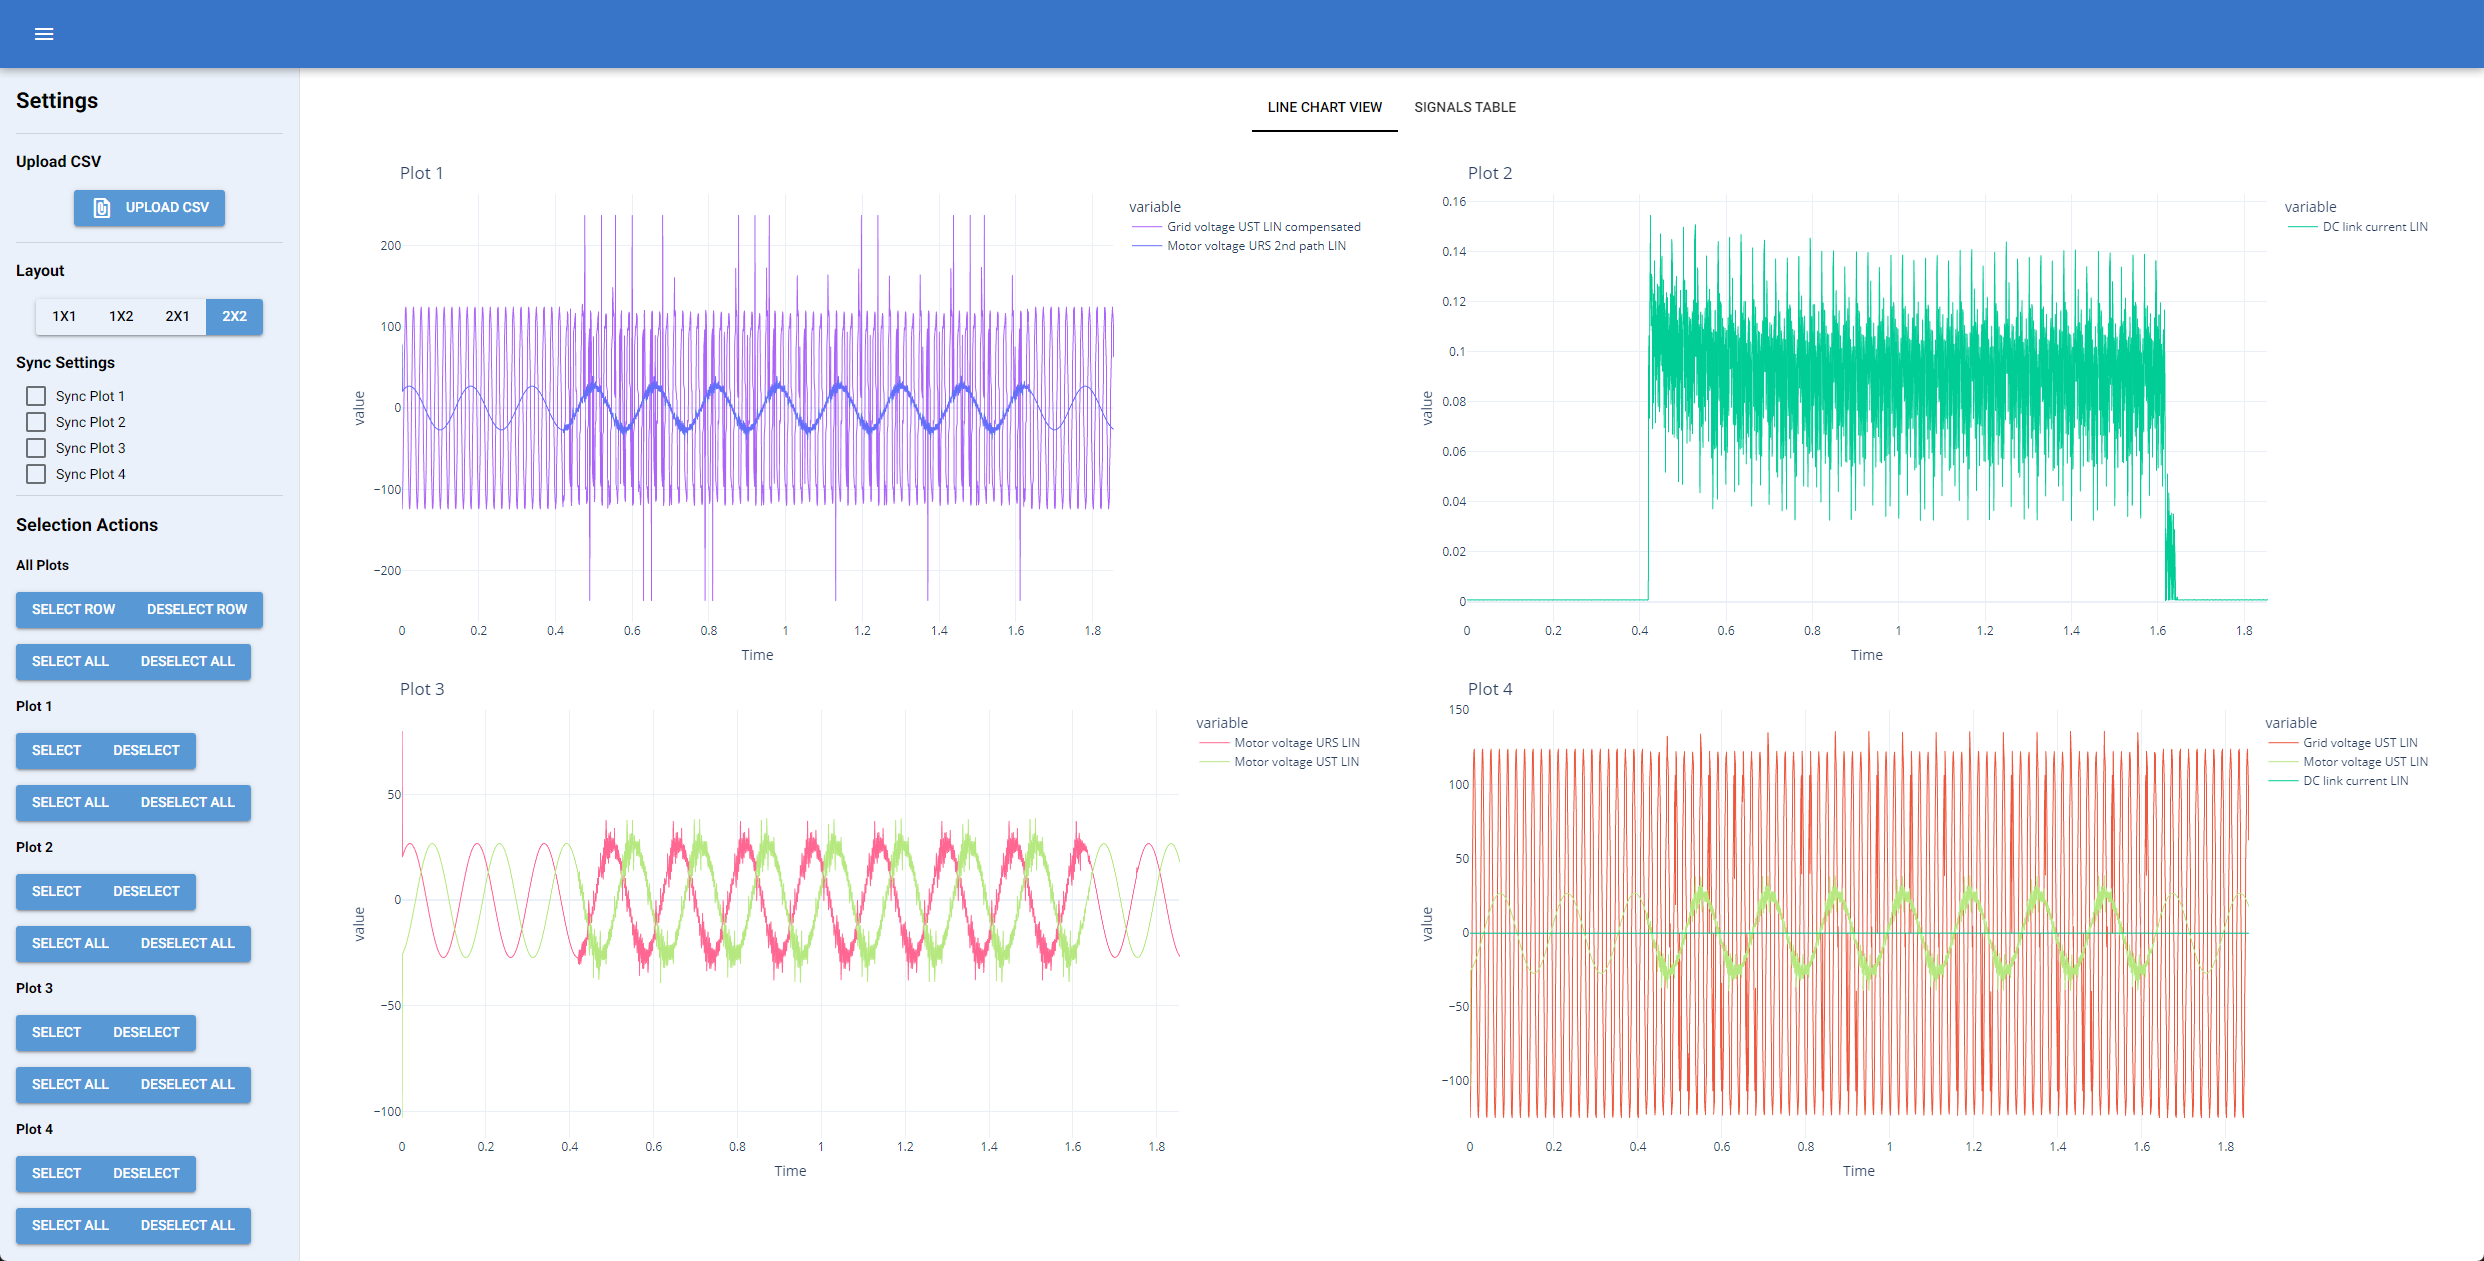 Settings
Upload CSV
UPLOAD CSV
Layout
1X1 1X2 2X1 2X2
Sync Settings
Sync Plot 1
Sync Plot 2
Sync Plot 3
Sync Plot 4
Selection Actions
All Plots
SELECT ROW DESELECT ROW
SELECT ALL DESELECT ALL
Plot 1
SELECT DESELECT
SELECT ALL DESELECT ALL
Plot 2
SELECT DESELECT
SELECT ALL DESELECT ALL
Plot 3
SELECT DESELECT
SELECT ALL DESELECT ALL
Plot 4
SELECT DESELECT
SELECT ALL DESELECT ALL
LINE CHART VIEW SIGNALS TABLE
Plot 1
variable
Grid voltage UST LIN compensated
Motor voltage URS 2nd path LIN
value
200
100
0
−100
−200
0 0.2 0.4 0.6 0.8 1 1.2 1.4 1.6 1.8
Time
Plot 2
variable
DC link current LIN
value
0.16
0.14
0.12
0.1
0.08
0.06
0.04
0.02
0
0 0.2 0.4 0.6 0.8 1 1.2 1.4 1.6 1.8
Time
Plot 3
variable
Motor voltage URS LIN
Motor voltage UST LIN
value
50
0
−50
−100
0 0.2 0.4 0.6 0.8 1 1.2 1.4 1.6 1.8
Time
Plot 4
variable
Grid voltage UST LIN
Motor voltage UST LIN
DC link current LIN
value
150
100
50
0
−50
−100
0 0.2 0.4 0.6 0.8 1 1.2 1.4 1.6 1.8
Time